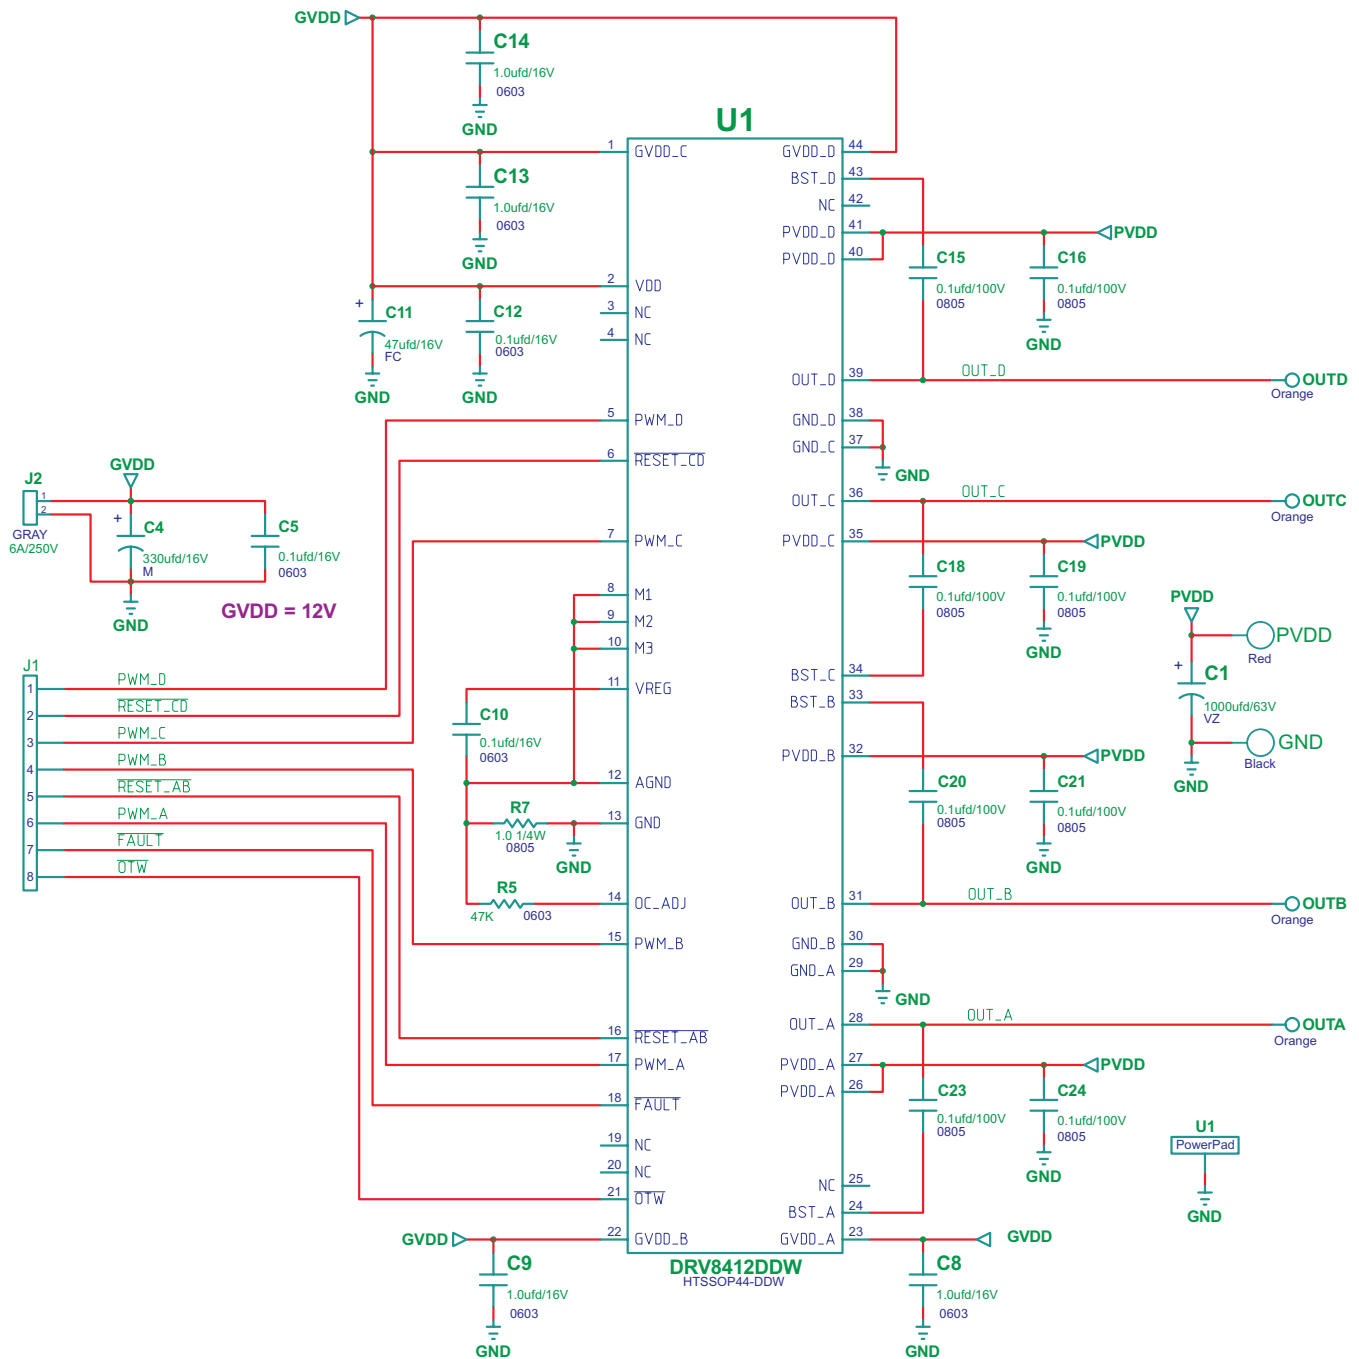 GVDD
C14
1.0ufd/16V
0603
GND
U1
1
GVDD_C
GVDD_D
44
C13
1.0ufd/16V
0603
GND
BST_D
43
NC
42
PVDD_D
41
PVDD
PVDD_D
40
C15
0.1ufd/100V
0805
C16
0.1ufd/100V
0805
GND
2
VDD
3
NC
4
NC
+
C11
47ufd/16V
FC
GND
C12
0.1ufd/16V
0603
GND
OUT_D
39
OUT_D
OUTD
Orange
5
PWM_D
GND_D
38
6
RESET_CD
GND_C
37
GND
GVDD
J2
1
2
GRAY
6A/250V
+
C4
330ufd/16V
M
GND
C5
0.1ufd/16V
0603
GVDD = 12V
OUT_C
36
OUT_C
OUTC
Orange
7
PWM_C
PVDD_C
35
PVDD
C18
0.1ufd/100V
0805
C19
0.1ufd/100V
0805
GND
8
M1
9
M2
10
M3
PVDD
PVDD
Red
+
C1
1000ufd/63V
VZ
GND
Black
GND
11
VREG
BST_C
34
BST_B
33
J1
1
PWM_D
2
RESET_CD
3
PWM_C
4
PWM_B
5
RESET_AB
6
PWM_A
7
FAULT
8
OTW
C10
0.1ufd/16V
0603
PVDD_B
32
PVDD
12
AGND
C20
0.1ufd/100V
0805
C21
0.1ufd/100V
0805
GND
R7
1.0 1/4W
0805
13
GND
GND
R5
47K
0603
14
OC_ADJ
OUT_B
31
OUT_B
OUTB
Orange
15
PWM_B
GND_B
30
GND_A
29
GND
OUT_A
28
OUT_A
OUTA
Orange
16
RESET_AB
17
PWM_A
PVDD_A
27
PVDD
PVDD_A
26
18
FAULT
C23
0.1ufd/100V
0805
C24
0.1ufd/100V
0805
GND
U1
PowerPad
GND
19
NC
20
NC
NC
25
21
OTW
BST_A
24
GVDD
22
GVDD_B
GVDD_A
23
GVDD
C9
1.0ufd/16V
0603
GND
DRV8412DDW
HTSSOP44-DDW
C8
1.0ufd/16V
0603
GND